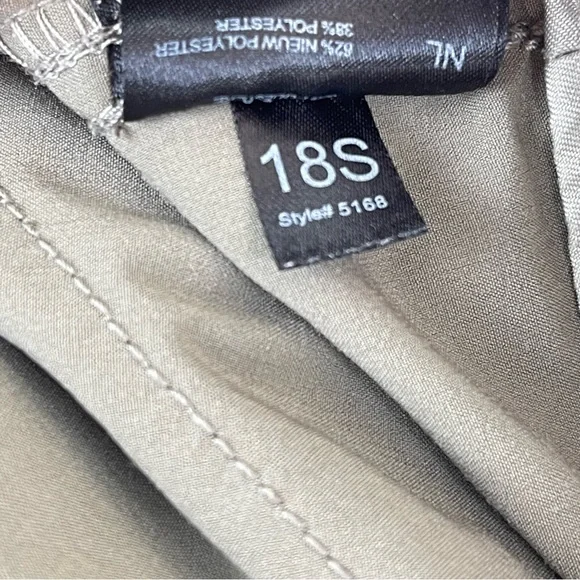 NL
62% NIEUW POLYESTER
38% POLYESTER
18S
Style# 5168